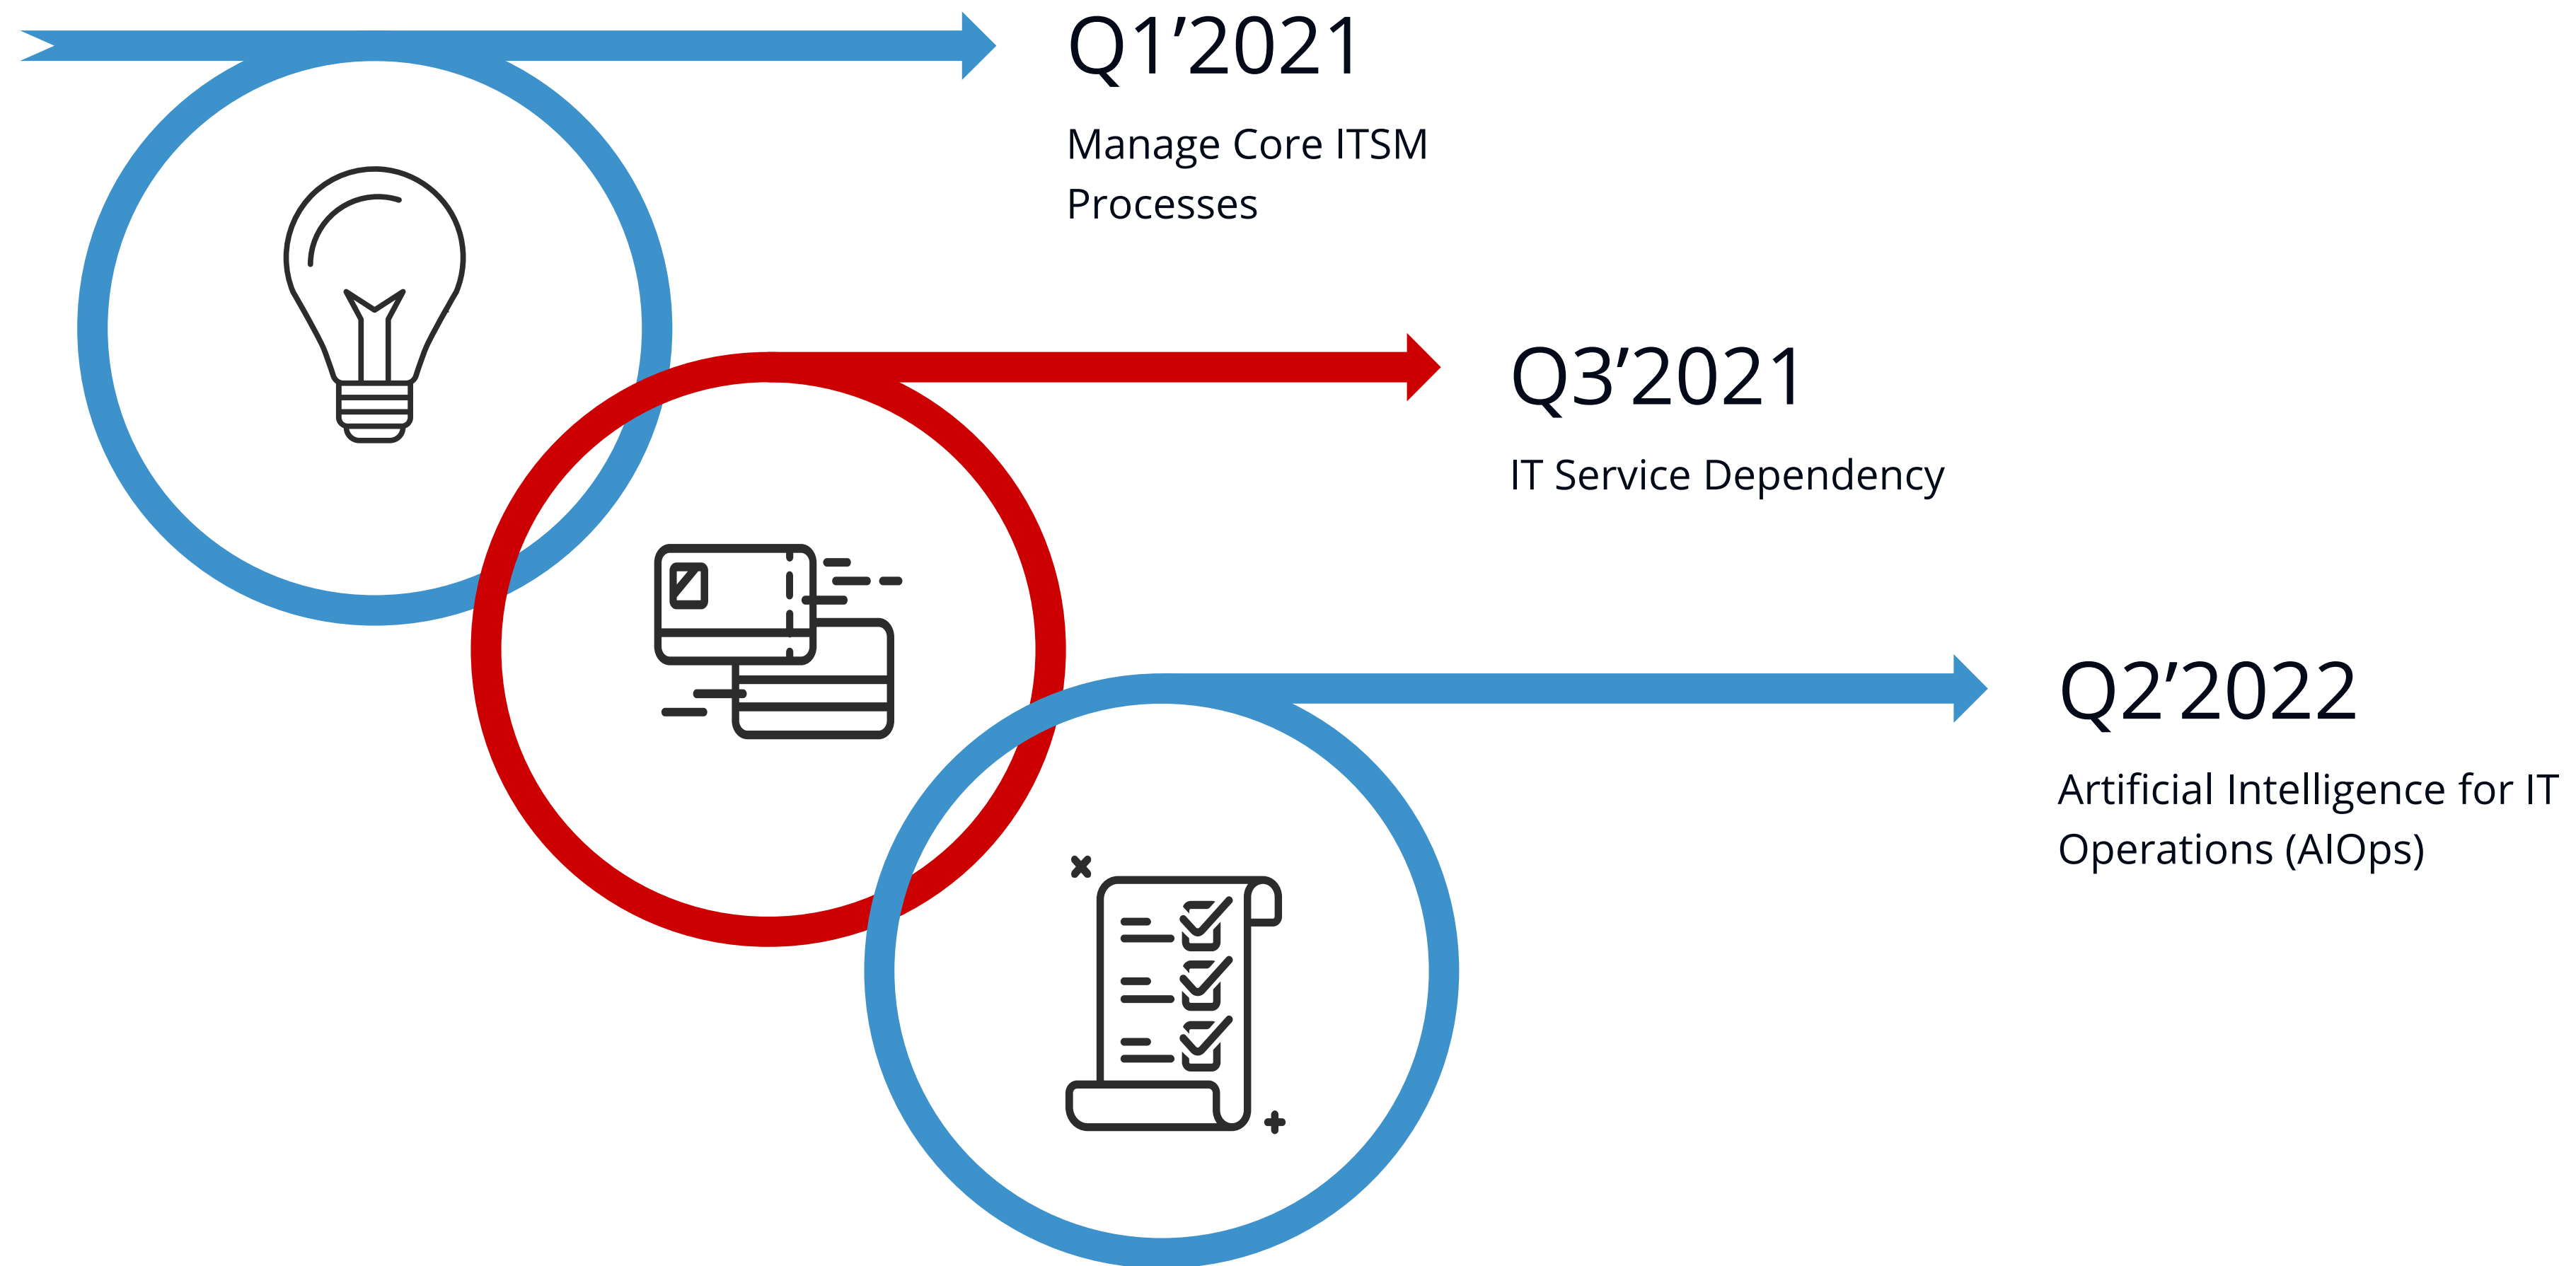 Q1’2021
Manage Core ITSM
Processes
Q3’2021
IT Service Dependency
Q2’2022
Artificial Intelligence for IT
Operations (AIOps)